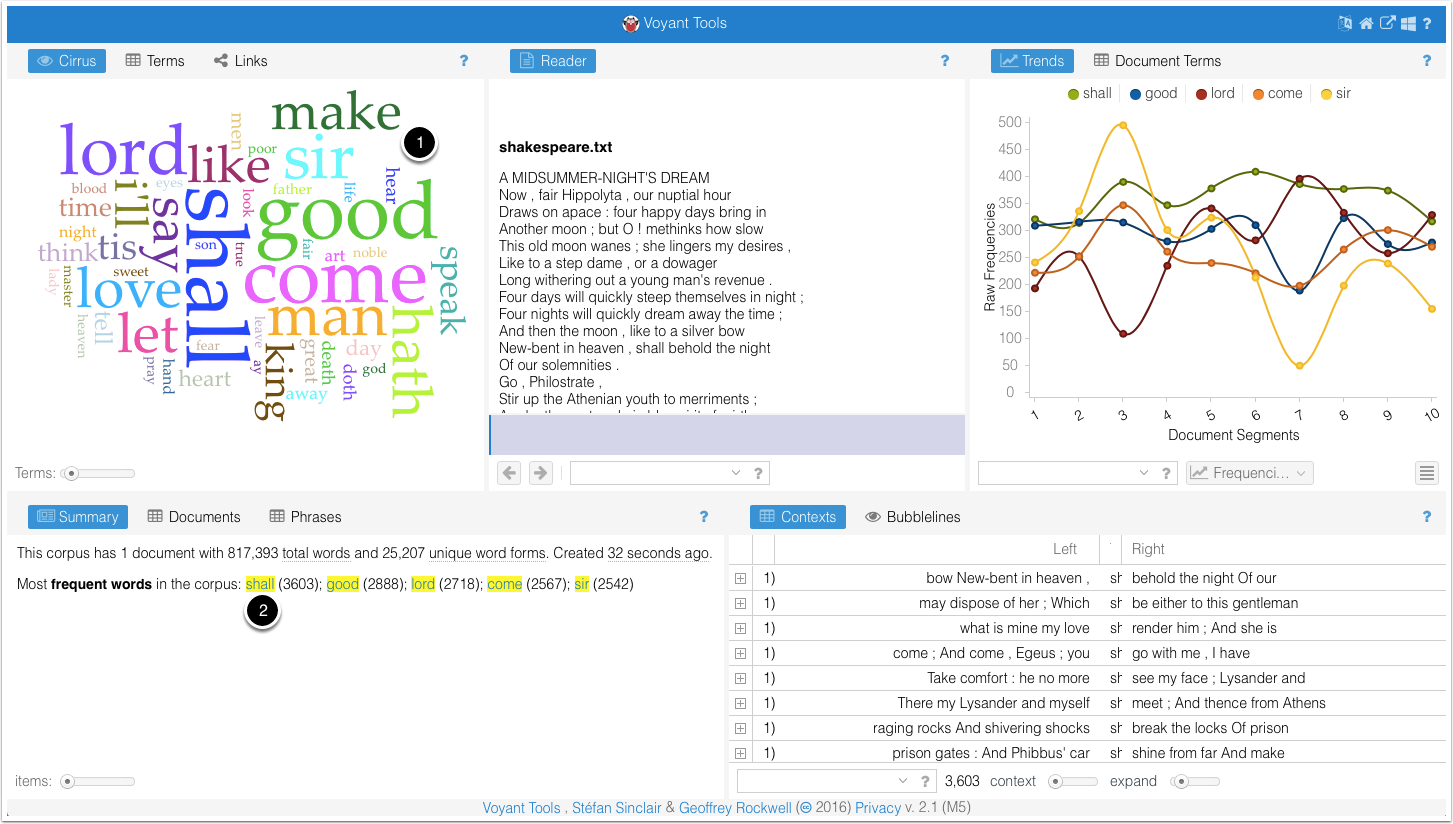 Voyant Tools
?
Cirrus Terms Links ?
make
lord
like
sir
men
poor
blood
eyes
i'll
say
look
father
life
hear
time
shall
good
night
think
tis
son
true
fair
art
noble
sweet
lady
master
love
come
speak
heaven
tell
let
man
hath
leave
fear
ay
king
great
death
day
pray
hand
heart
doth
god
away
1
Terms:
Reader ?
shakespeare.txt
A MIDSUMMER-NIGHT'S DREAM
Now , fair Hippolyta , our nuptial hour
Draws on apace : four happy days bring in
Another moon ; but O ! methinks how slow
This old moon wanes ; she lingers my desires ,
Like to a step dame , or a dowager
Long withering out a young man's revenue .
Four days will quickly steep themselves in night ;
Four nights will quickly dream away the time ;
And then the moon , like to a silver bow
New-bent in heaven , shall behold the night
Of our solemnities .
Go , Philostrate ,
Stir up the Athenian youth to merriments ;
?
Trends Document Terms ?
shall good lord come sir
500
450
400
350
300
250
200
150
100
50
0
Raw Frequencies
1 2 3 4 5 6 7 8 9 10
Document Segments
? Frequenci...
Summary Documents Phrases ?
This corpus has 1 document with 817,393 total words and 25,207 unique word forms. Created 32 seconds ago.
Most frequent words in the corpus: shall (3603); good (2888); lord (2718); come (2567); sir (2542)
2
items:
Contexts Bubblelines ?
Left Right
1) bow New-bent in heaven , sh behold the night Of our
1) may dispose of her ; Which sh be either to this gentleman
1) what is mine my love sh render him ; And she is
1) come ; And come , Egeus ; you sh go with me , I have
1) Take comfort : he no more sh see my face ; Lysander and
1) There my Lysander and myself sh meet ; And thence from Athens
1) raging rocks And shivering shocks sh break the locks Of prison
1) prison gates : And Phibbus' car sh shine from far And make
? 3,603 context expand
Voyant Tools , Stéfan Sinclair & Geoffrey Rockwell (cc 2016) Privacy v. 2.1 (M5)